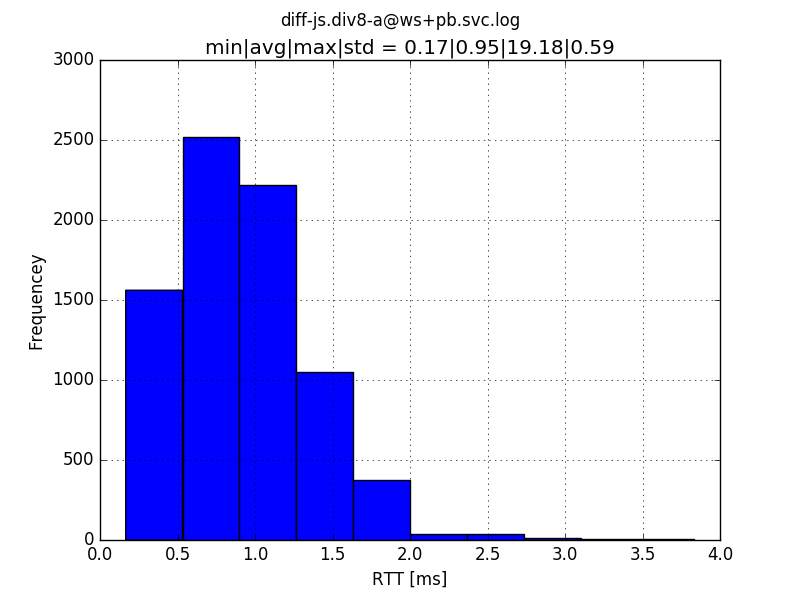 diff-js.div8-a@ws+pb.svc.log
min|avg|max|std = 0.17|0.95|19.18|0.59
3000
2500
2000
1500
1000
500
0
Frequencey
0.0 0.5 1.0 1.5 2.0 2.5 3.0 3.5 4.0
RTT [ms]